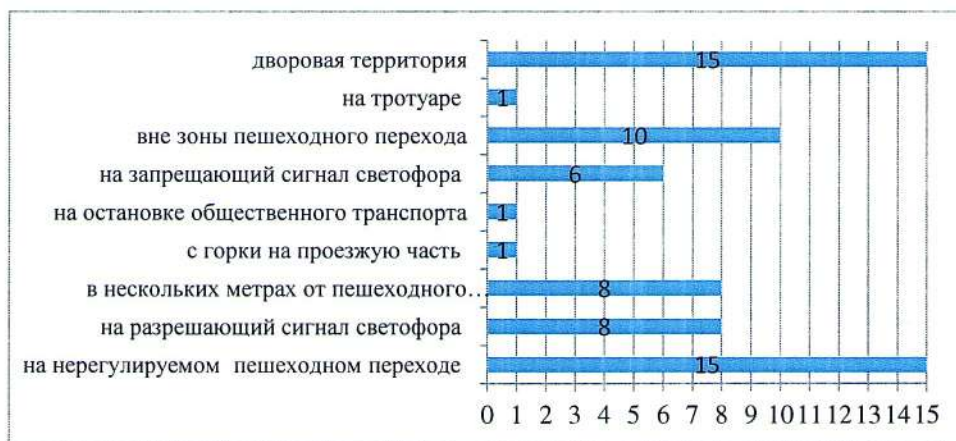 дворовая территория 15
на тротуаре 1
вне зоны пешеходного перехода 10
на запрещающий сигнал светофора 6
на остановке общественного транспорта 1
с горки на проезжую часть 1
в нескольких метрах от пешеходного… 8
на разрешающий сигнал светофора 8
на нерегулируемом пешеходном переходе 15
0 1 2 3 4 5 6 7 8 9 10 11 12 13 14 15